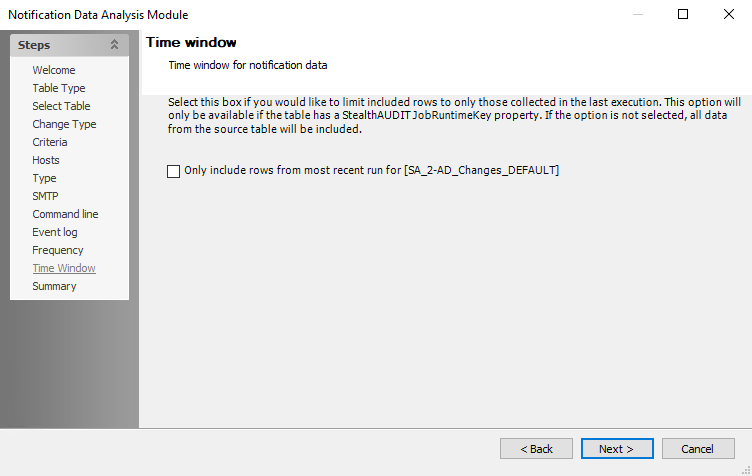 Notification Data Analysis Module
Steps
Welcome
Table Type
Select Table
Change Type
Criteria
Hosts
Type
SMTP
Command line
Event log
Frequency
Time Window
Summary
Time window
Time window for notification data
Select this box if you would like to limit included rows to only those collected in the last execution. This option will
only be available if the table has a StealthAUDIT JobRuntimeKey property. If the option is not selected, all data
from the source table will be included.
Only include rows from most recent run for [SA_2-AD_Changes_DEFAULT]
< Back
Next >
Cancel